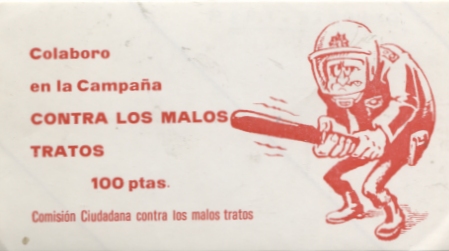 Colaboro
en la Campaña
CONTRA LOS MALOS
TRATOS
100 ptas.
Comisión Ciudadana contra los malos tratos